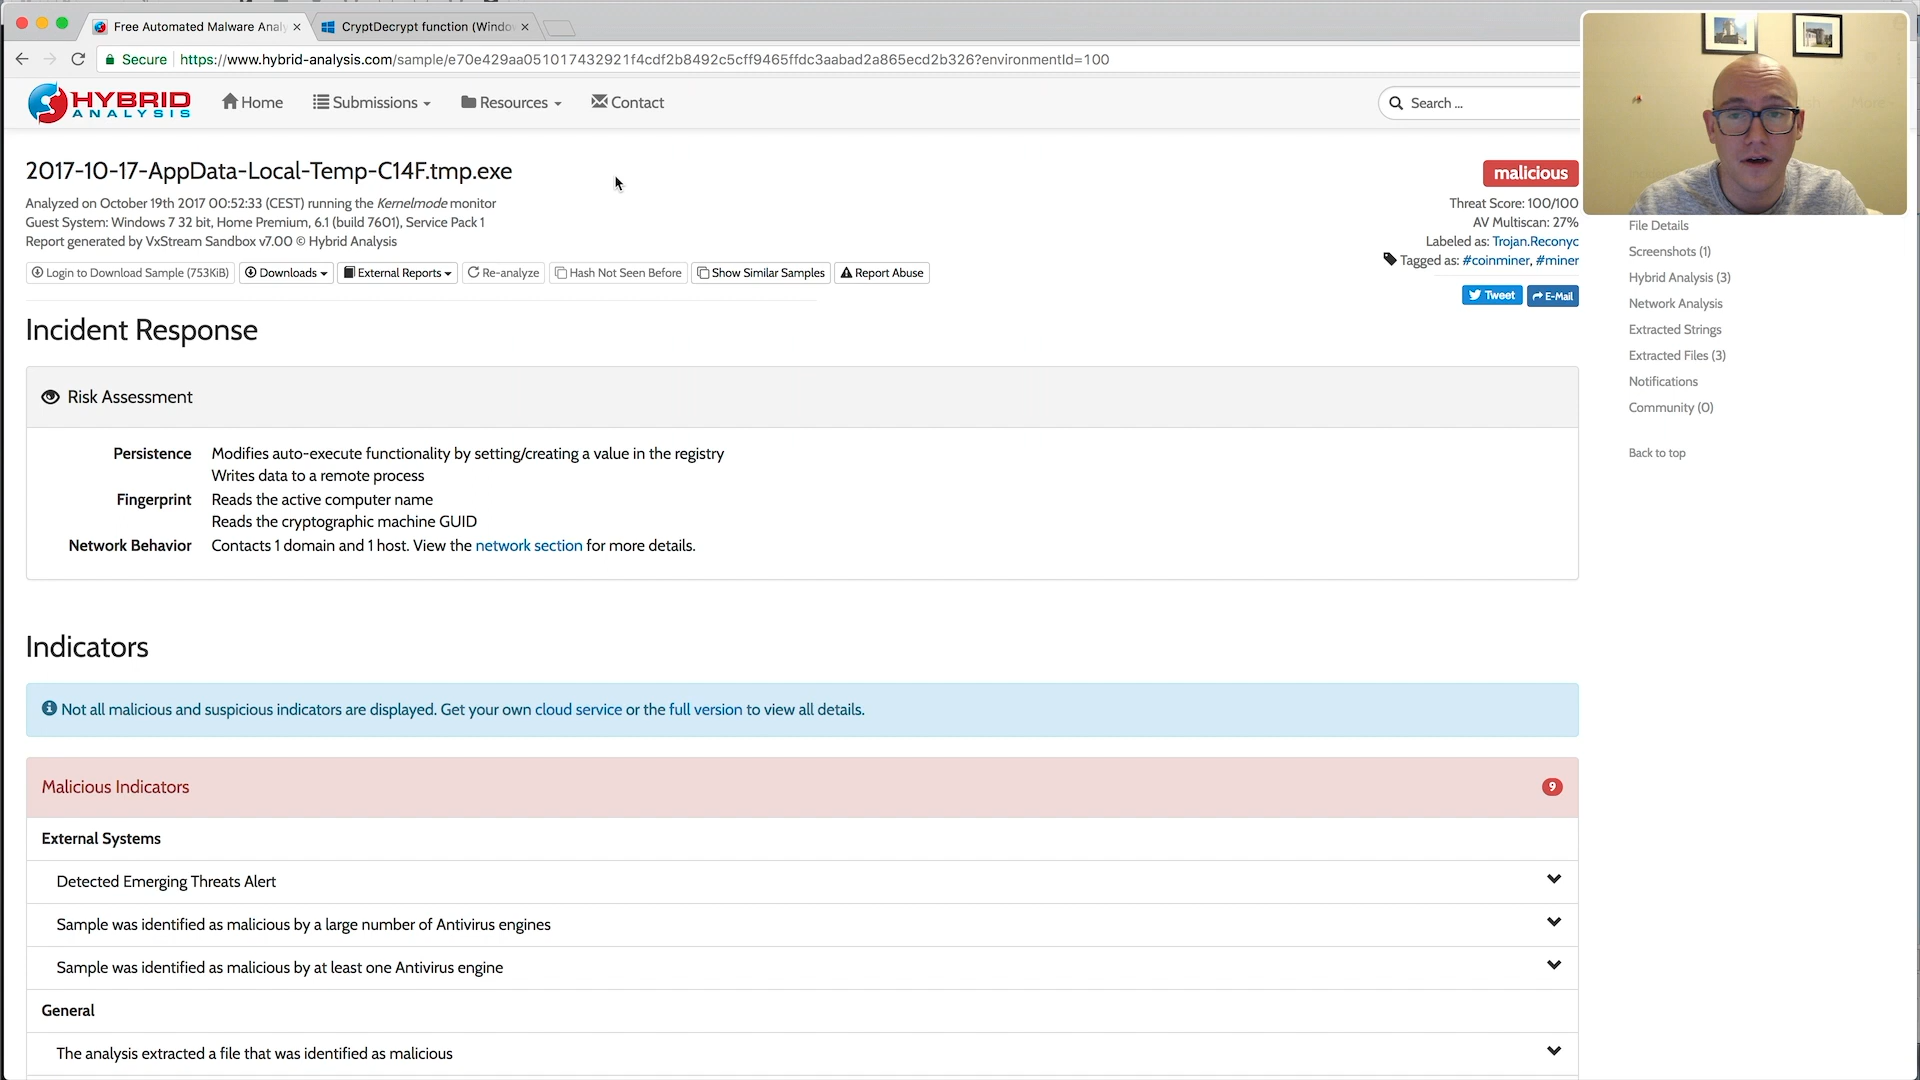 Free Automated Malware Anal
CryptDecrypt function (Windo
Secure
https://www.hybrid-analysis.com/sample/e70e429aa051017432921f4cdf2b8492c5cff9465ffdc3aabad2a865ecd2b326?environmentId=100
HYBRID
ANALYSIS
Home
Submissions
Resources
Contact
Search ...
2017-10-17-AppData-Local-Temp-C14F.tmp.exe
Analyzed on October 19th 2017 00:52:33 (CEST) running the Kernelmode monitor
Guest System: Windows 7 32 bit, Home Premium, 6.1 (build 7601), Service Pack 1
Report generated by VxStream Sandbox v7.00 © Hybrid Analysis
malicious
Threat Score: 100/100
AV Multiscan: 27%
Labeled as: Trojan.Reconyc
Tagged as: #coinminer, #miner
Login to Download Sample (753KiB)
Downloads
External Reports
Re-analyze
Hash Not Seen Before
Show Similar Samples
Report Abuse
Tweet
E-Mail
File Details
Screenshots (1)
Hybrid Analysis (3)
Network Analysis
Extracted Strings
Extracted Files (3)
Notifications
Community (0)
Back to top
Incident Response
Risk Assessment
Persistence Modifies auto-execute functionality by setting/creating a value in the registry
Writes data to a remote process
Fingerprint Reads the active computer name
Reads the cryptographic machine GUID
Network Behavior Contacts 1 domain and 1 host. View the network section for more details.
Indicators
Not all malicious and suspicious indicators are displayed. Get your own cloud service or the full version to view all details.
Malicious Indicators 9
External Systems
Detected Emerging Threats Alert
Sample was identified as malicious by a large number of Antivirus engines
Sample was identified as malicious by at least one Antivirus engine
General
The analysis extracted a file that was identified as malicious